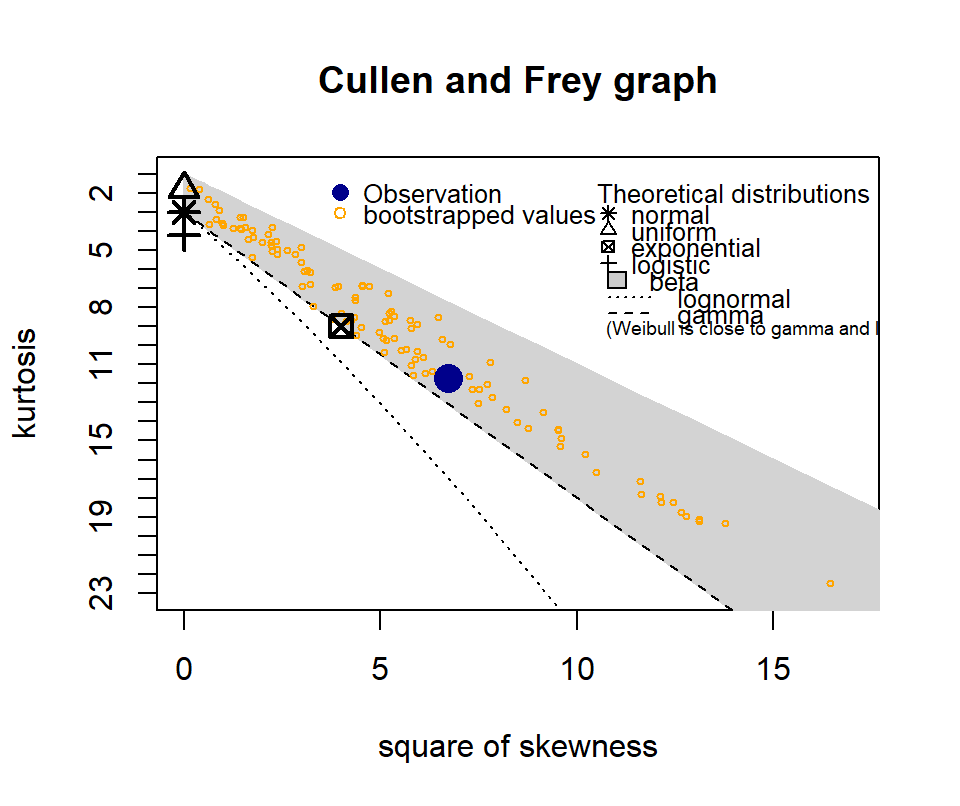 Cullen and Frey graph
Observation
bootstrapped values
Theoretical distributions
normal
uniform
exponential
logistic
beta
lognormal
gamma
(Weibull is close to gamma and l
kurtosis
2
5
8
11
15
19
23
0 5 10 15
square of skewness